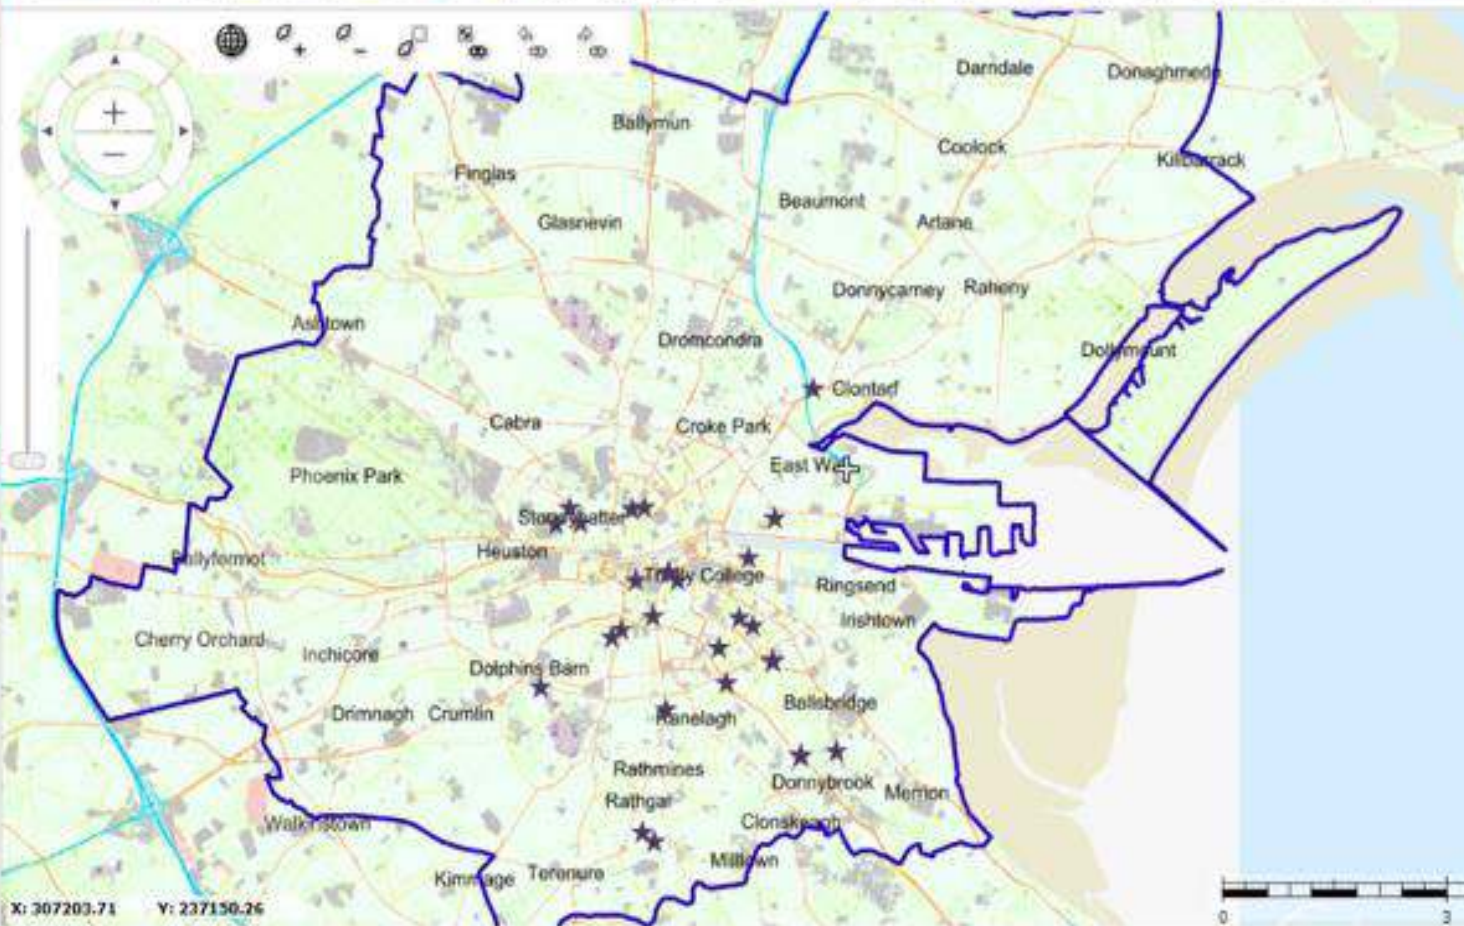 Darndale
Donaghmede
Ballymun
Coolock
Kilbarrack
Finglas
Beaumont
Glasnevin
Artane
Donnycarney
Raheny
Ashtown
Dromcondra
Dollymount
Clontarf
Cabra
Croke Park
East Wall
Phoenix Park
Stoneybatter
Heuston
Ballyfermot
Trinity College
Ringsend
Irishtown
Cherry Orchard
Inchicore
Dolphins Barn
Ballsbridge
Drimnagh
Crumlin
Ranelagh
Rathmines
Donnybrook
Merrion
Rathgar
Walkinstown
Clonskeagh
Milltown
Kimmage
Terenure
X: 307203.71 Y: 237150.26
0 3